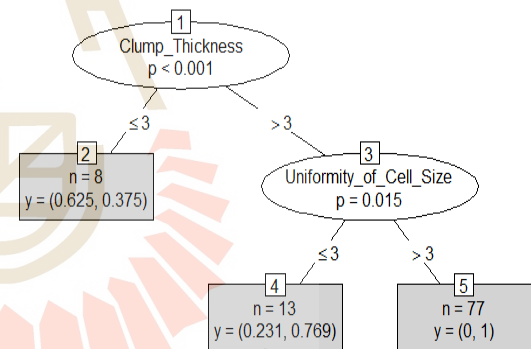 1
Clump_Thickness
p < 0.001
≤ 3
> 3
2
n = 8
y = (0.625, 0.375)
3
Uniformity_of_Cell_Size
p = 0.015
≤ 3
> 3
4
n = 13
y = (0.231, 0.769)
5
n = 77
y = (0, 1)